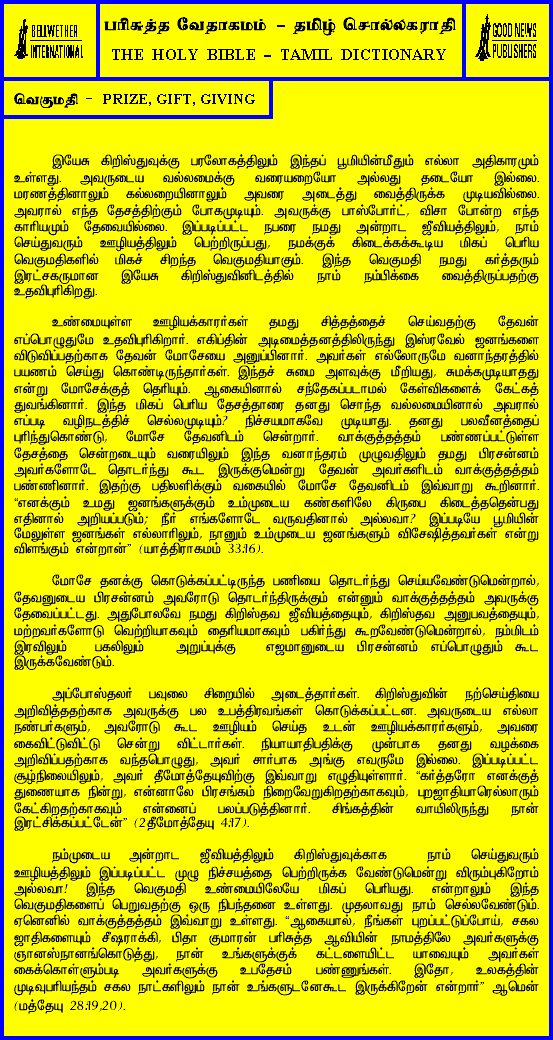 BELLWETHER
INTERNATIONAL
பரிசுத்த வேதாகமம் – தமிழ் சொல்லகராதி
THE HOLY BIBLE – TAMIL DICTIONARY
GOOD NEWS
PUBLISHERS
வெகுமதி – PRIZE, GIFT, GIVING
இயேசு கிறிஸ்துவுக்கு பரலோகத்திலும் இந்தப் பூமியின்மீதும் எல்லா அதிகாரமும்
உள்ளது. அவருடைய வல்லமைக்கு வரையறையோ அல்லது தடையோ இல்லை.
மரணத்தினாலும் கல்லறையினாலும் அவரை அடைத்து வைத்திருக்க முடியவில்லை.
அவரால் எந்த தேசத்திற்கும் போகமுடியும். அவருக்கு பாஸ்போர்ட், விசா போன்ற எந்த
காரியமும் தேவையில்லை. இப்படிப்பட்ட நபரை நமது அன்றாட ஜீவியத்திலும், நாம்
செய்துவரும் ஊழியத்திலும் பெற்றிருப்பது, நமக்குக் கிடைக்கக்கூடிய மிகப் பெரிய
வெகுமதிகளில் மிகச் சிறந்த வெகுமதியாகும். இந்த வெகுமதி நமது கர்த்தரும்
இரட்சகருமான இயேசு கிறிஸ்துவினிடத்தில் நாம் நம்பிக்கை வைத்திருப்பதற்கு
உதவிபுரிகிறது.
உண்மையுள்ள ஊழியக்காரர்கள் தமது சித்தத்தைச் செய்வதற்கு தேவன்
எப்பொழுதுமே உதவிபுரிகிறார். எகிப்தின் அடிமைத்தனத்திலிருந்து இஸ்ரவேல் ஜனங்களை
விடுவிப்பதற்காக தேவன் மோசேயை அனுப்பினார். அவர்கள் எல்லோருமே வனாந்தரத்தில்
பயணம் செய்து கொண்டிருந்தார்கள். இந்தச் சுமை அளவுக்கு மீறியது, சுமக்கமுடியாதது
என்று மோசேக்குத் தெரியும். ஆகையினால் சந்தேகப்படாமல் கேள்விகளைக் கேட்கத்
துவங்கினார். இந்த மிகப் பெரிய தேசத்தாரை தனது சொந்த வல்லமையினால் அவரால்
எப்படி வழிநடத்திச் செல்லமுடியும்? நிச்சயமாகவே முடியாது. தனது பலவீனத்தைப்
புரிந்துகொண்டு, மோசே தேவனிடம் சென்றார். வாக்குத்தத்தம் பண்ணப்பட்டுள்ள
தேசத்தை சென்றடையும் வரையிலும் இந்த வனாந்தரம் முழுவதிலும் தமது பிரசன்னம்
அவர்களோடே தொடர்ந்து கூட இருக்குமென்று தேவன் அவர்களிடம் வாக்குத்தத்தம்
பண்ணினார். இதற்கு பதிலளிக்கும் வகையில் மோசே தேவனிடம் இவ்வாறு கூறினார்.
“எனக்கும் உமது ஜனங்களுக்கும் உம்முடைய கண்களிலே கிருபை கிடைத்ததென்பது
எதினால் அறியப்படும்; நீர் எங்களோடே வருவதினால் அல்லவா? இப்படியே பூமியின்
மேலுள்ள ஜனங்கள் எல்லாரிலும், நானும் உம்முடைய ஜனங்களும் விசேஷித்தவர்கள் என்று
விளங்கும் என்றான்” (யாத்திராகமம் 33:16).
மோசே தனக்கு கொடுக்கப்பட்டிருந்த பணியை தொடர்ந்து செய்யவேண்டுமென்றால்,
தேவனுடைய பிரசன்னம் அவரோடு தொடர்ந்திருக்கும் என்னும் வாக்குத்தத்தம் அவருக்கு
தேவைப்பட்டது. அதுபோலவே நமது கிறிஸ்தவ ஜீவியத்தையும், கிறிஸ்தவ அனுபவத்தையும்,
மற்றவர்களோடு வெற்றியாகவும் தைரியமாகவும் பகிர்ந்து கூறவேண்டுமென்றால், நம்மிடம்
இரவிலும் பகலிலும் அறுப்புக்கு எஜமானுடைய பிரசன்னம் எப்பொழுதும் கூட
இருக்கவேண்டும்.
அப்போஸ்தலர் பவுலை சிறையில் அடைத்தார்கள். கிறிஸ்துவின் நற்செய்தியை
அறிவித்ததற்காக அவருக்கு பல உபத்திரவங்கள் கொடுக்கப்பட்டன. அவருடைய எல்லா
நண்பர்களும், அவரோடு கூட ஊழியம் செய்த உடன் ஊழியக்காரர்களும், அவரை
கைவிட்டுவிட்டு சென்று விட்டார்கள். நியாயாதிபதிக்கு முன்பாக தனது வழக்கை
அறிவிப்பதற்காக வந்தபொழுது, அவர் சார்பாக அங்கு எவருமே இல்லை. இப்படிப்பட்ட
சூழ்நிலையிலும், அவர் தீமோத்தேயுவிற்கு இவ்வாறு எழுதியுள்ளார். “கர்த்தரோ எனக்குத்
துணையாக நின்று, என்னாலே பிரசங்கம் நிறைவேறுகிறதற்காகவும், புறஜாதியாரெல்லாரும்
கேட்கிறதற்காகவும் என்னைப் பலப்படுத்தினார். சிங்கத்தின் வாயிலிருந்து நான்
இரட்சிக்கப்பட்டேன்” (2தீமோத்தேயு 4:17).
நம்முடைய அன்றாட ஜீவியத்திலும் கிறிஸ்துவுக்காக நாம் செய்துவரும்
ஊழியத்திலும் இப்படிப்பட்ட முழு நிச்சயத்தை பெற்றிருக்க வேண்டுமென்று விரும்புகிறோம்
அல்லவா! இந்த வெகுமதி உண்மையிலேயே மிகப் பெரியது. என்றாலும் இந்த
வெகுமதிகளைப் பெறுவதற்கு ஒரு நிபந்தனை உள்ளது. முதலாவது நாம் செல்லவேண்டும்.
ஏனெனில் வாக்குத்தத்தம் இவ்வாறு உள்ளது. “ஆகையால், நீங்கள் புறப்பட்டுப்போய், சகல
ஜாதிகளையும் சீஷராக்கி, பிதா குமாரன் பரிசுத்த ஆவியின் நாமத்திலே அவர்களுக்கு
ஞானஸ்நானங்கொடுத்து, நான் உங்களுக்குக் கட்டளையிட்ட யாவையும் அவர்கள்
கைக்கொள்ளும்படி அவர்களுக்கு உபதேசம் பண்ணுங்கள். இதோ, உலகத்தின்
முடிவுபரியந்தம் சகல நாட்களிலும் நான் உங்களுடனேகூட இருக்கிறேன் என்றார்” ஆமென்
(மத்தேயு 28:19,20).